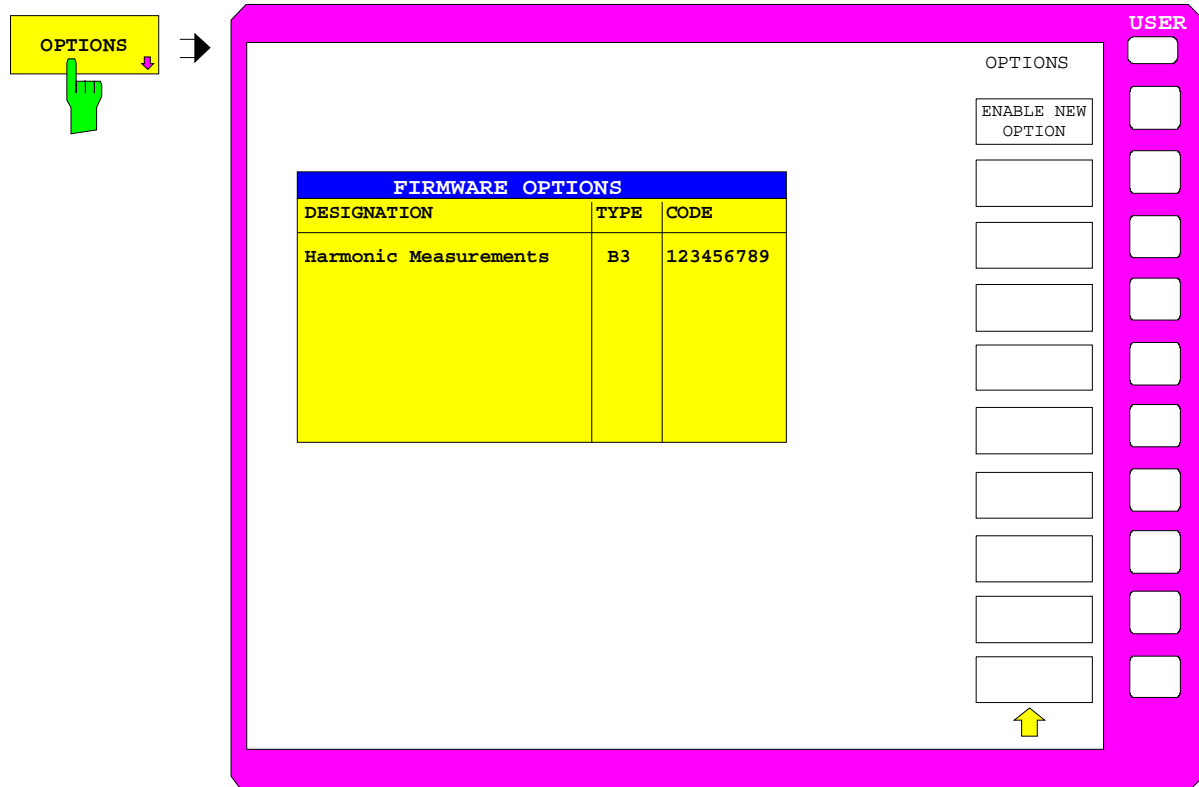 OPTIONS
USER
OPTIONS
ENABLE NEW
OPTION
FIRMWARE OPTIONS
DESIGNATION TYPE CODE
Harmonic Measurements B3 123456789